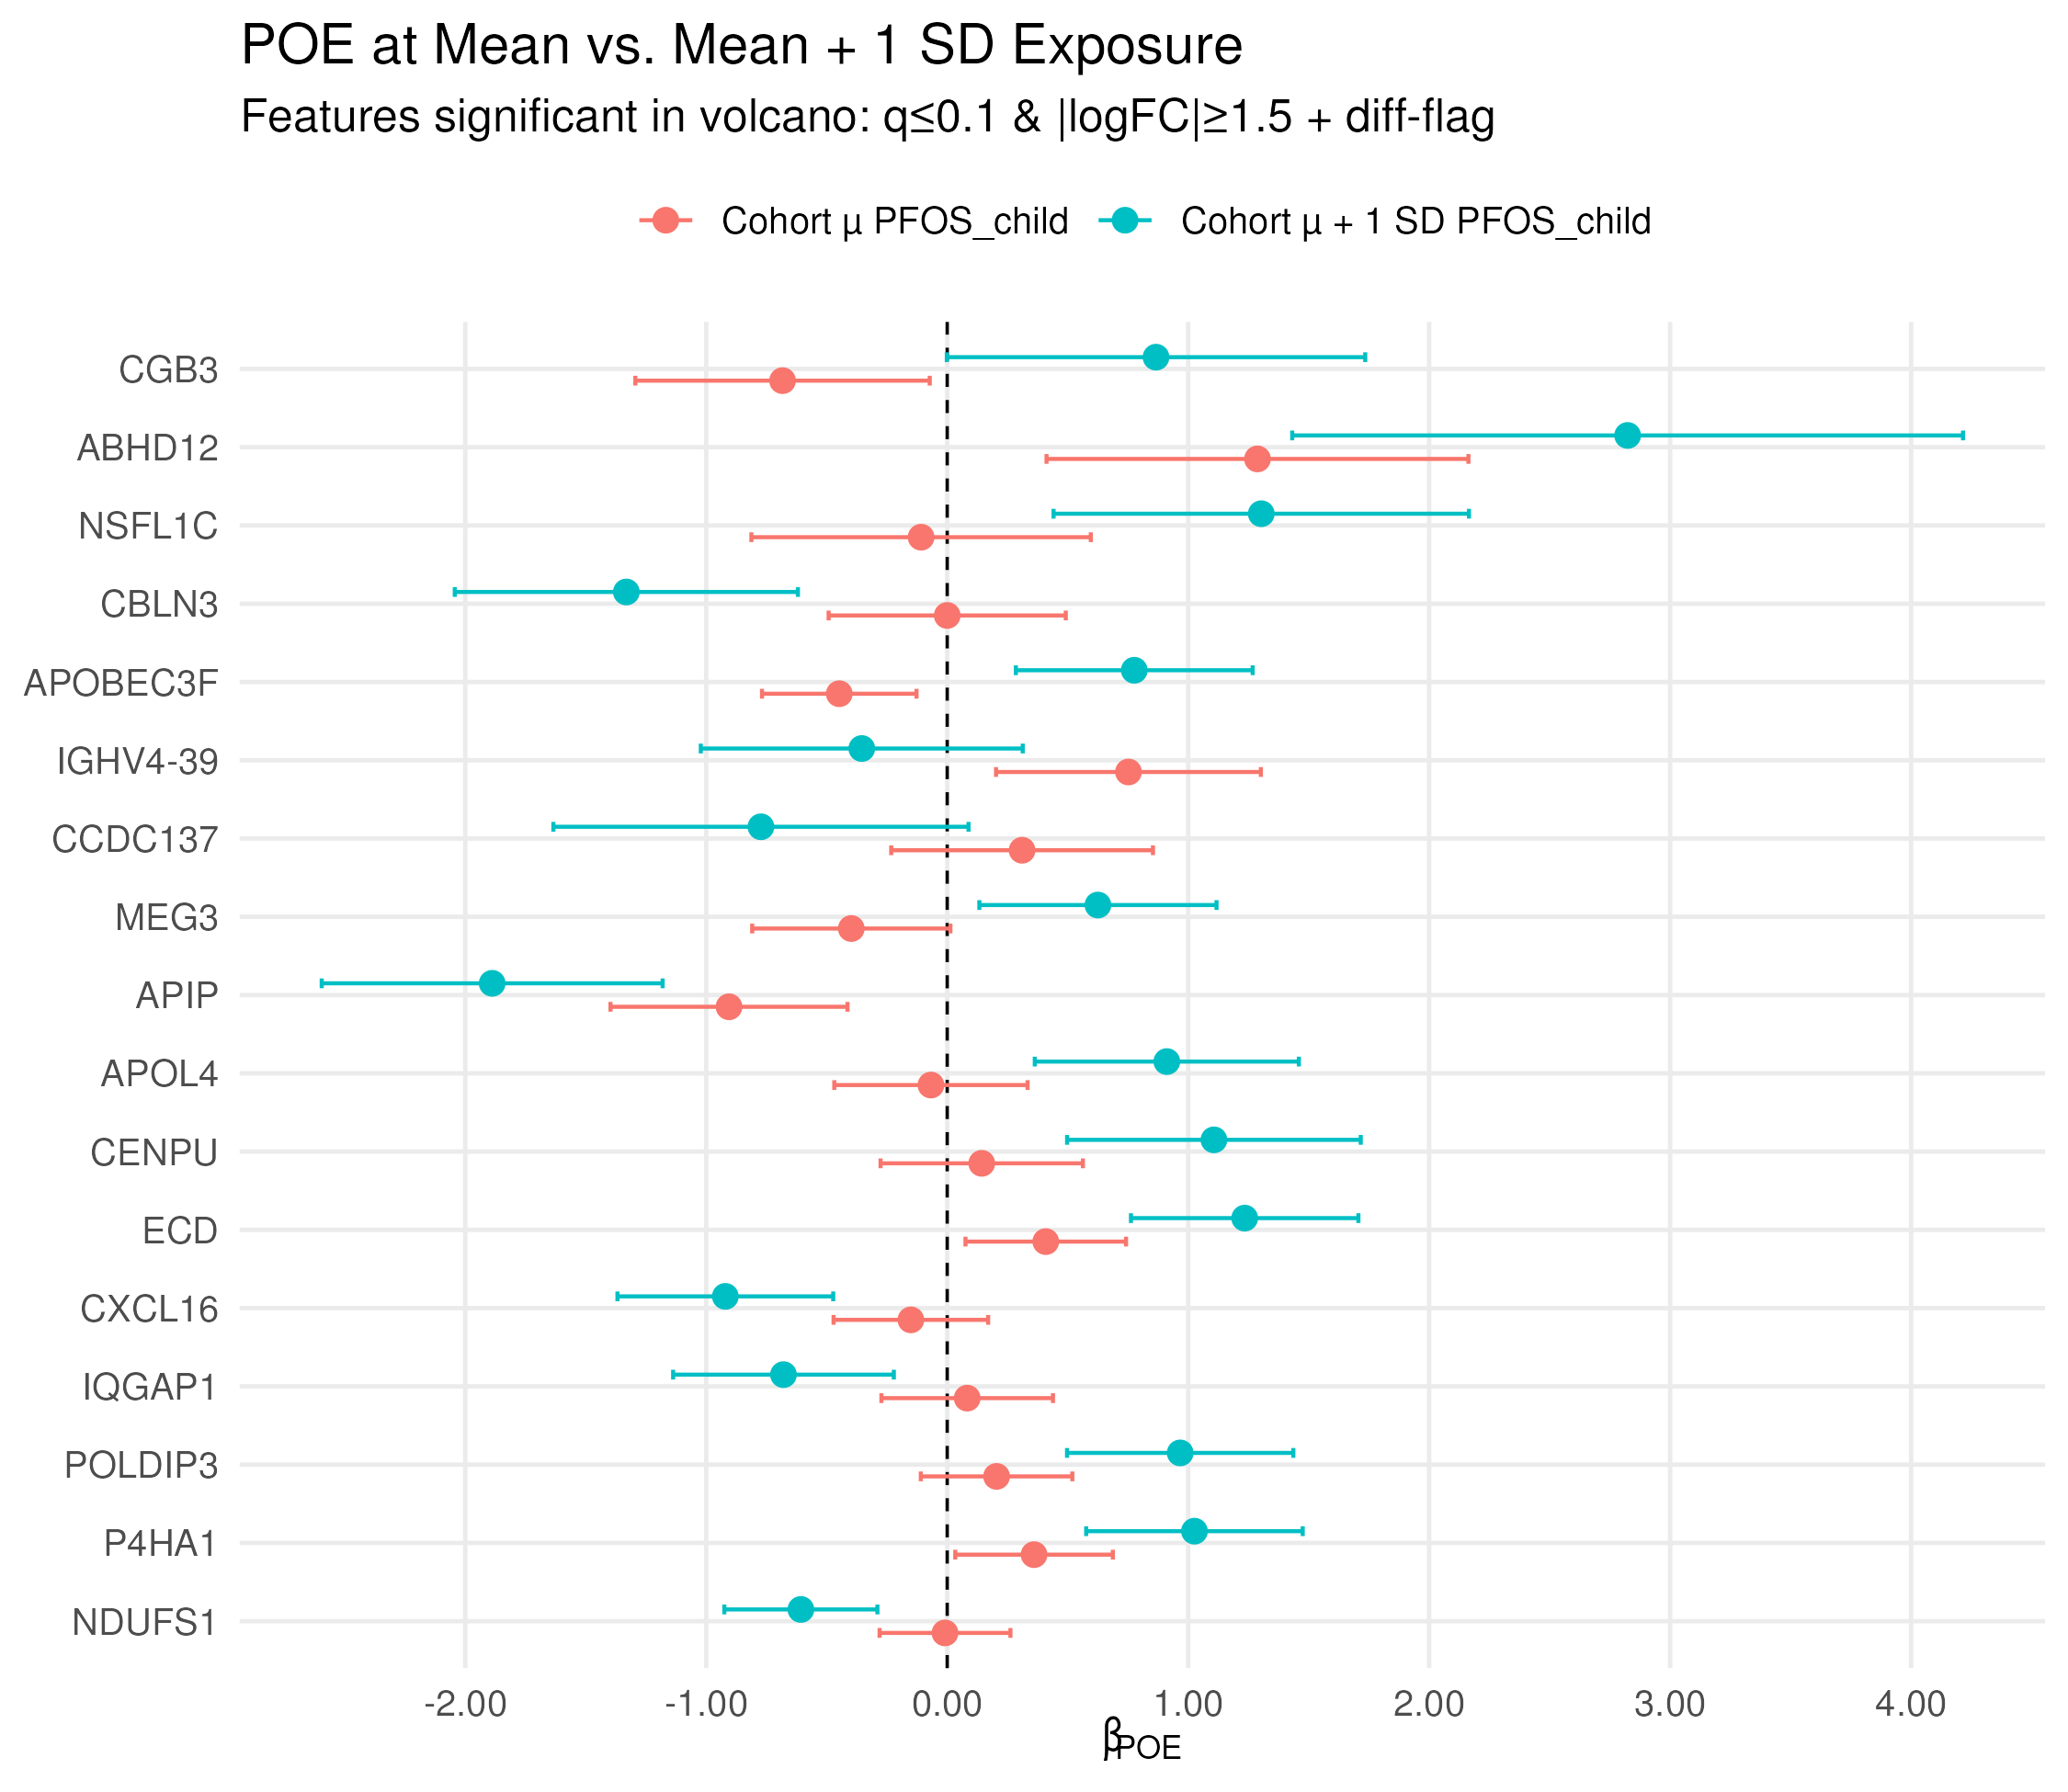 POE at Mean vs. Mean + 1 SD Exposure
Features significant in volcano: q≤0.1 & |logFC|≥1.5 + diff-flag
Cohort μ PFOS_child
Cohort μ + 1 SD PFOS_child
CGB3
ABHD12
NSFL1C
CBLN3
APOBEC3F
IGHV4-39
CCDC137
MEG3
APIP
APOL4
CENPU
ECD
CXCL16
IQGAP1
POLDIP3
P4HA1
NDUFS1
-2.00 -1.00 0.00 1.00 2.00 3.00 4.00
βPOE